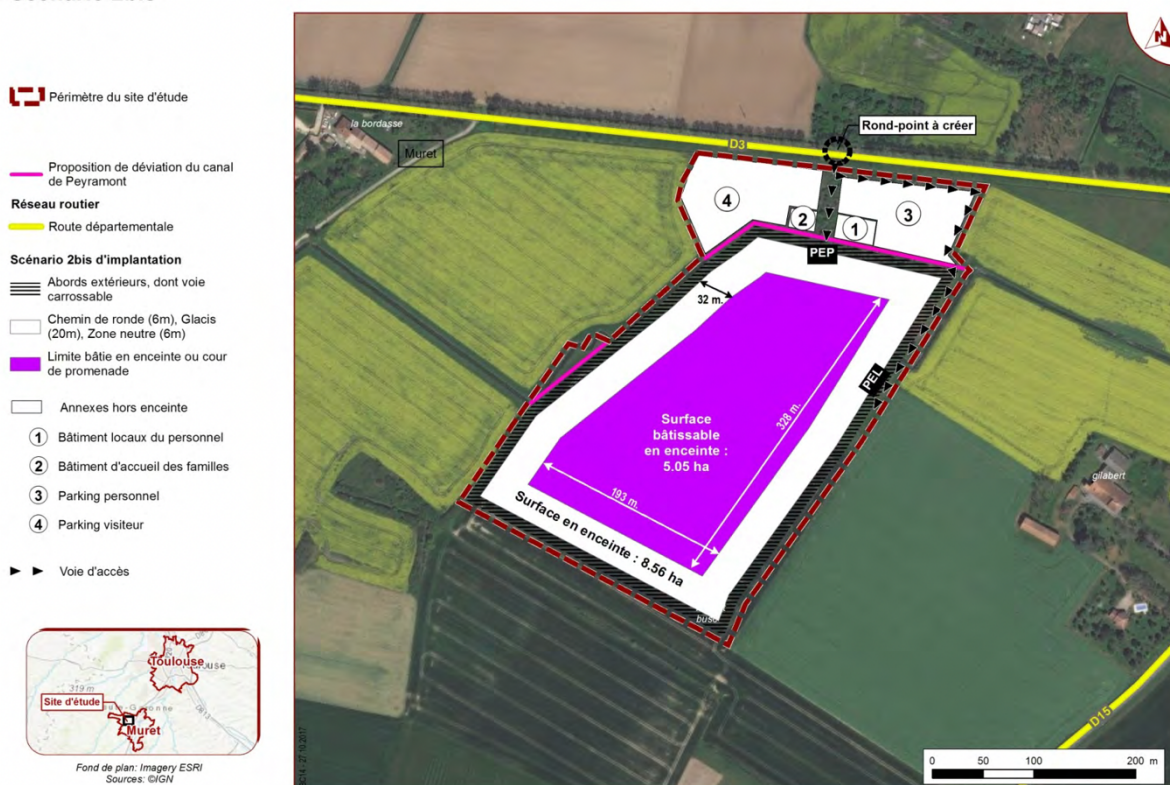 Périmètre du site d'étude
Proposition de déviation du canal
de Peyramont
Réseau routier
Route départementale
Scénario 2bis d'implantation
Abords extérieurs, dont voie
carrossable
Chemin de ronde (6m), Glacis
(20m), Zone neutre (6m)
Limite bâtie en enceinte ou cour
de promenade
Annexes hors enceinte
1 Bâtiment locaux du personnel
2 Bâtiment d'accueil des familles
3 Parking personnel
4 Parking visiteur
Voie d'accès
Toulouse
319 m
Site d'étude
Muret
Fond de plan: Imagery ESRI
Sources: ©IGN
N
la bordasse
Muret
D3
Rond-point à créer
4
2
1
3
PEP
32 m.
PEL
328 m.
Surface
bâtissable
en enceinte :
5.05 ha
193 m.
Surface en enceinte : 8.56 ha
gilabert
D15
0 50 100 200 m